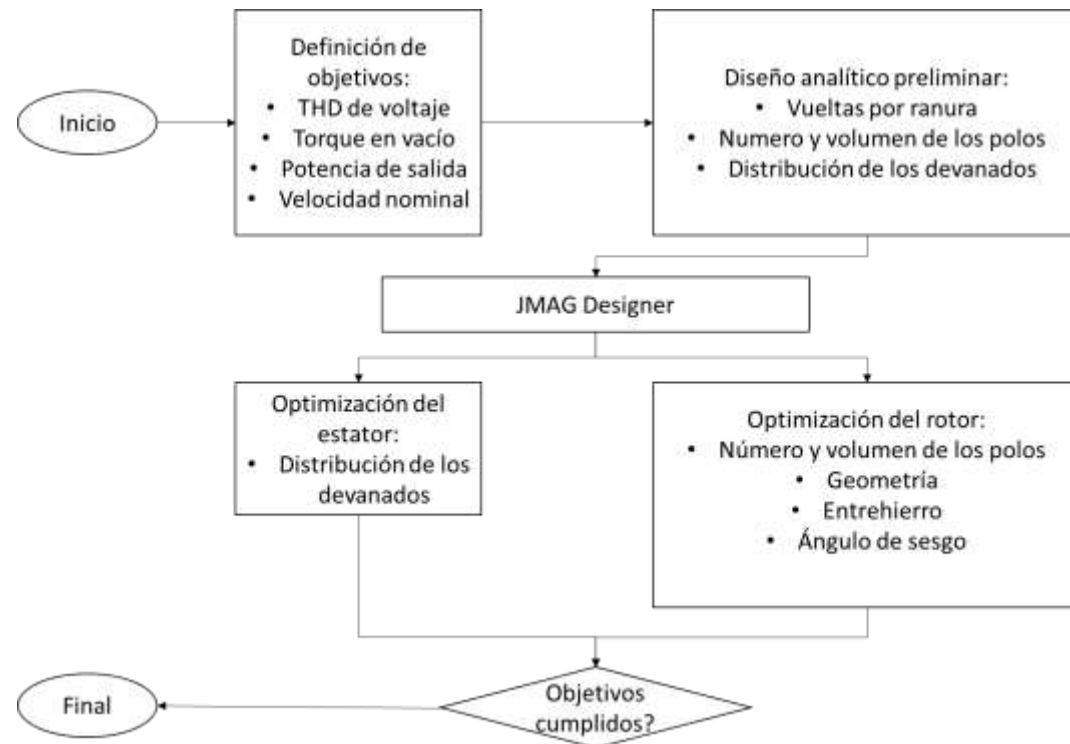 Inicio
Definición de
objetivos:
• THD de voltaje
• Torque en vacío
• Potencia de salida
• Velocidad nominal
Diseño analítico preliminar:
• Vueltas por ranura
• Numero y volumen de los polos
• Distribución de los devanados
JMAG Designer
Optimización del
estator:
• Distribución de los
devanados
Optimización del rotor:
• Número y volumen de los polos
• Geometría
• Entrehierro
• Ángulo de sesgo
Objetivos
cumplidos?
Final